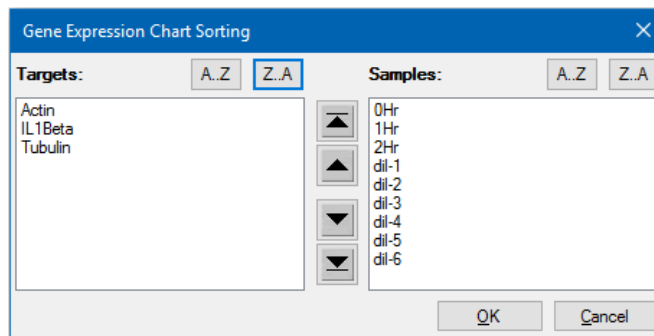 Gene Expression Chart Sorting
Targets: A..Z Z..A Samples: A..Z Z..A
Actin
IL1Beta
Tubulin
0Hr
1Hr
2Hr
dil-1
dil-2
dil-3
dil-4
dil-5
dil-6
OK Cancel